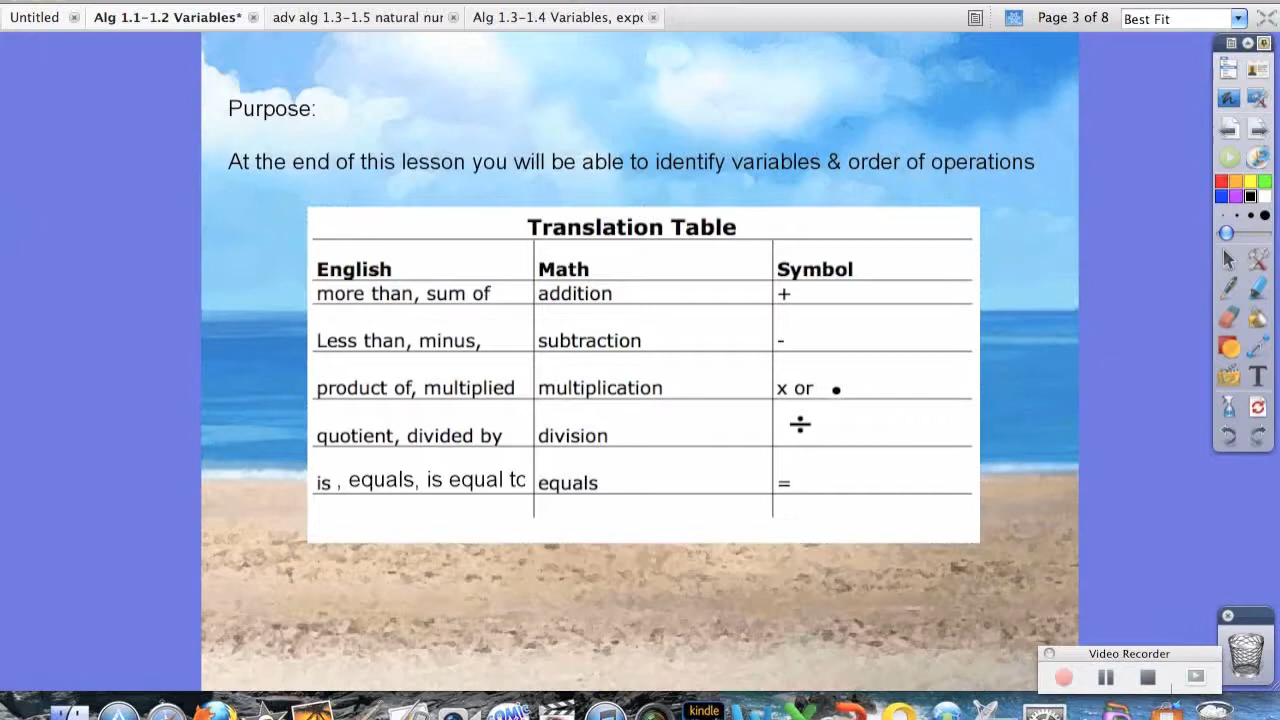 Untitled
Alg 1.1-1.2 Variables*
adv alg 1.3-1.5 natural nur
Alg 1.3-1.4 Variables, expo
Page 3 of 8
Best Fit
Purpose:
At the end of this lesson you will be able to identify variables & order of operations
Translation Table
English Math Symbol
more than, sum of addition +
Less than, minus, subtraction -
product of, multiplied multiplication x or •
quotient, divided by division ÷
is , equals, is equal to equals =
Video Recorder
COMIC
kindle